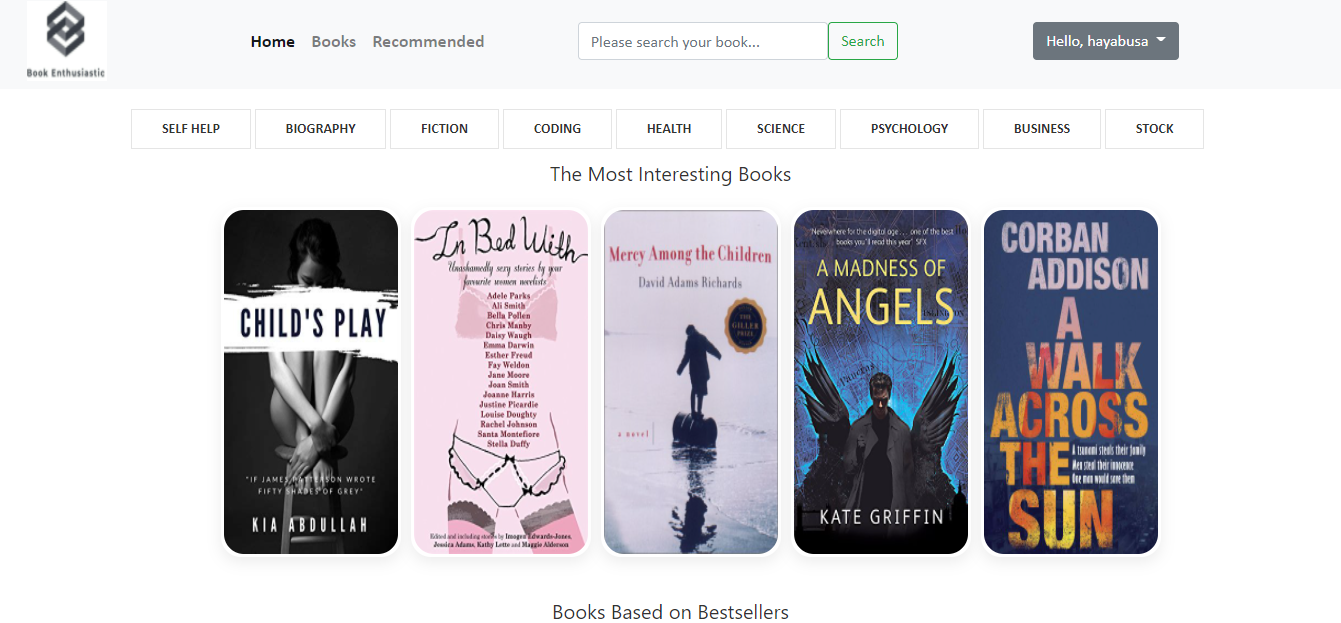 Book Enthusiastic
Home
Books
Recommended
Please search your book...
Search
Hello, hayabusa
SELF HELP
BIOGRAPHY
FICTION
CODING
HEALTH
SCIENCE
PSYCHOLOGY
BUSINESS
STOCK
The Most Interesting Books
CHILD'S PLAY
"IF JAMES PATTERSON WROTE
FIFTY SHADES OF GREY"
KIA ABDULLAH
In Bed With
Unashamedly sexy stories by your
favourite women novelists
Adele Parks
Ali Smith
Bella Pollen
Chris Manby
Daisy Waugh
Emma Darwin
Esther Freud
Fay Weldon
Jane Moore
Joan Smith
Joanne Harris
Justine Picardie
Louise Doughty
Rachel Johnson
Santa Montefiore
Stella Duffy
Edited and including stories by Imogen Edwards-Jones,
Jessica Adams, Kathy Lette and Maggie Alderson
Mercy Among the Children
David Adams Richards
THE
GILLER
PRIZE
a novel
'Neverwhere for the digital age . . . one of the best
books you'll read this year' SFX
A MADNESS OF
ANGELS
Pancras
KATE GRIFFIN
CORBAN
ADDISON
A
WALK
ACROSS
THE
SUN
A tsunami steals their family
Men steal their innocence
One man would save them
Books Based on Bestsellers